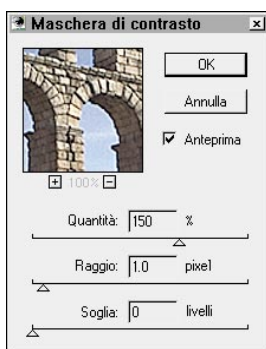 Maschera di contrasto
OK
Annulla
Anteprima
100%
Quantità: 150 %
Raggio: 1.0 pixel
Soglia: 0 livelli